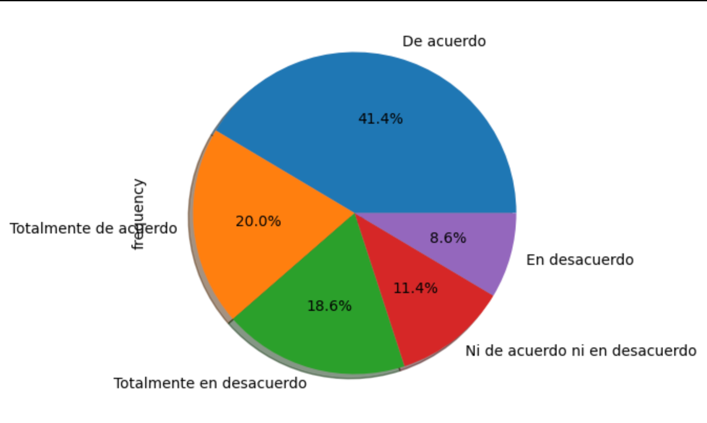 De acuerdo
41.4%
frequency
Totalmente de acuerdo
20.0%
8.6%
En desacuerdo
11.4%
18.6%
Ni de acuerdo ni en desacuerdo
Totalmente en desacuerdo